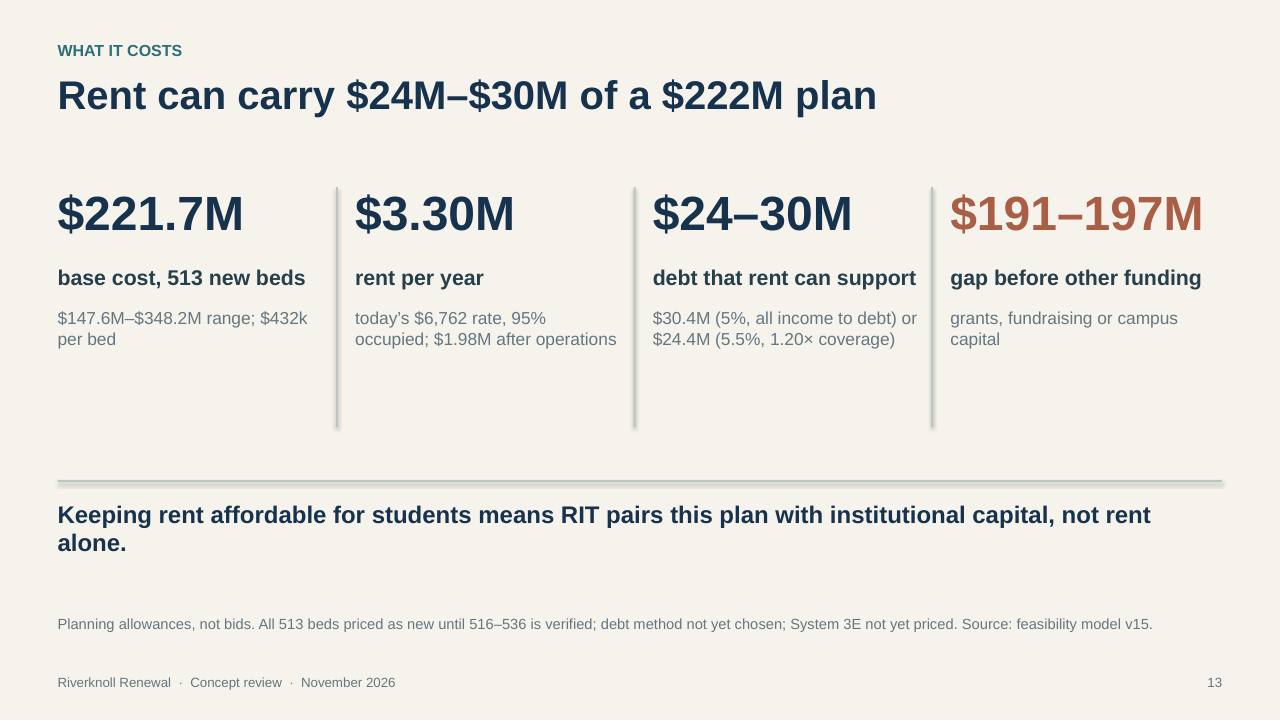 WHAT IT COSTS
Rent can carry $24M–$30M of a $222M plan
$221.7M
base cost, 513 new beds
$147.6M–$348.2M range; $432k
per bed
$3.30M
rent per year
today’s $6,762 rate, 95%
occupied; $1.98M after operations
$24–30M
debt that rent can support
$30.4M (5%, all income to debt) or
$24.4M (5.5%, 1.20× coverage)
$191–197M
gap before other funding
grants, fundraising or campus
capital
Keeping rent affordable for students means RIT pairs this plan with institutional capital, not rent
alone.
Planning allowances, not bids. All 513 beds priced as new until 516–536 is verified; debt method not yet chosen; System 3E not yet priced. Source: feasibility model v15.
Riverknoll Renewal · Concept review · November 2026
13